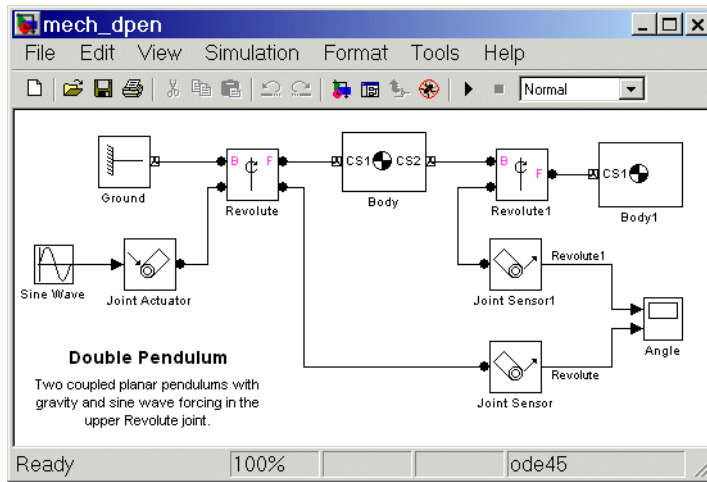 mech_dpen
File Edit View Simulation Format Tools Help
Normal
B F
CS1 CS2
B F
CS1
Ground
Revolute
Body
Revolute1
Body1
Revolute1
Sine Wave
Joint Actuator
Joint Sensor1
Angle
Double Pendulum
Two coupled planar pendulums with
gravity and sine wave forcing in the
upper Revolute joint.
Revolute
Joint Sensor
Ready 100% ode45